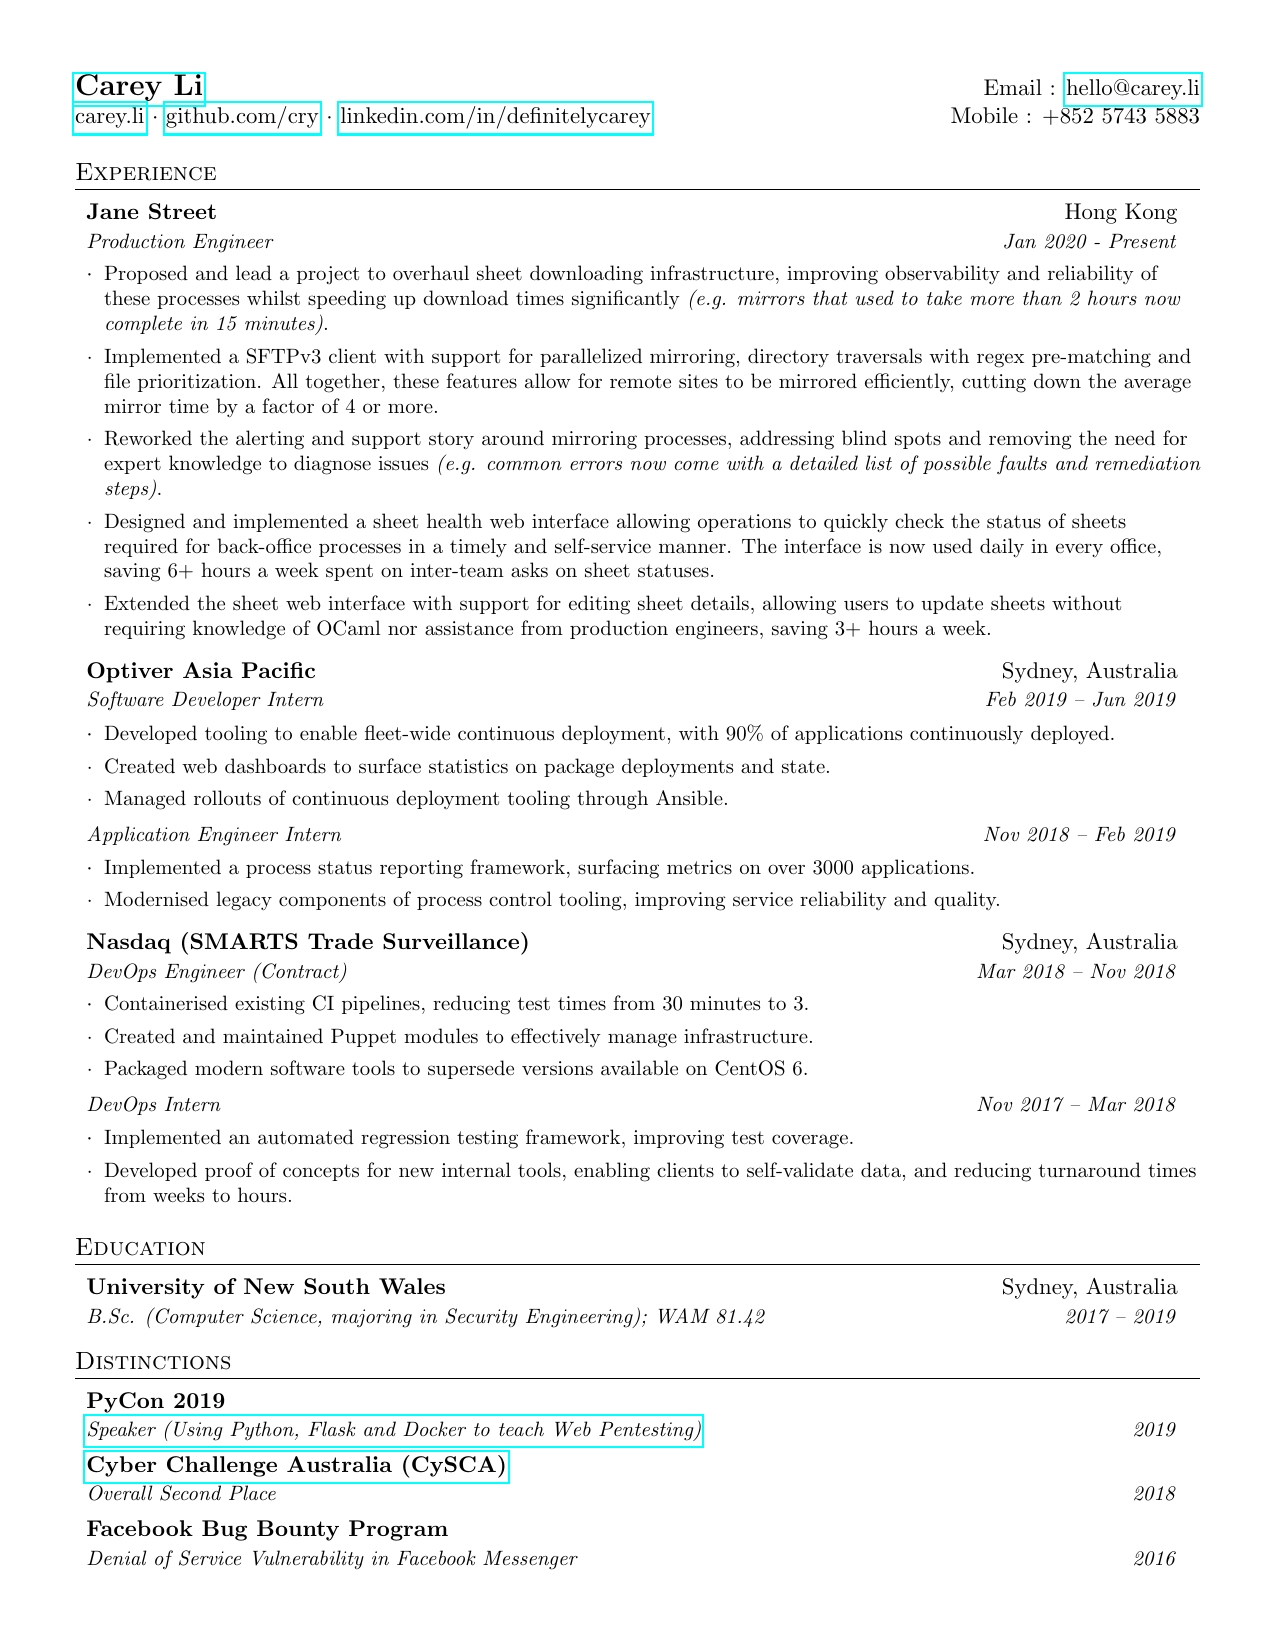 Carey Li
Email : hello@carey.li
carey.li · github.com/cry · linkedin.com/in/definitelycarey
Mobile : +852 5743 5883
Experience
Jane Street
Hong Kong
Production Engineer
Jan 2020 - Present
· Proposed and lead a project to overhaul sheet downloading infrastructure, improving observability and reliability of
these processes whilst speeding up download times significantly (e.g. mirrors that used to take more than 2 hours now
complete in 15 minutes).
· Implemented a SFTPv3 client with support for parallelized mirroring, directory traversals with regex pre-matching and
file prioritization. All together, these features allow for remote sites to be mirrored efficiently, cutting down the average
mirror time by a factor of 4 or more.
· Reworked the alerting and support story around mirroring processes, addressing blind spots and removing the need for
expert knowledge to diagnose issues (e.g. common errors now come with a detailed list of possible faults and remediation
steps).
· Designed and implemented a sheet health web interface allowing operations to quickly check the status of sheets
required for back-office processes in a timely and self-service manner. The interface is now used daily in every office,
saving 6+ hours a week spent on inter-team asks on sheet statuses.
· Extended the sheet web interface with support for editing sheet details, allowing users to update sheets without
requiring knowledge of OCaml nor assistance from production engineers, saving 3+ hours a week.
Optiver Asia Pacific
Sydney, Australia
Software Developer Intern
Feb 2019 – Jun 2019
· Developed tooling to enable fleet-wide continuous deployment, with 90% of applications continuously deployed.
· Created web dashboards to surface statistics on package deployments and state.
· Managed rollouts of continuous deployment tooling through Ansible.
Application Engineer Intern
Nov 2018 – Feb 2019
· Implemented a process status reporting framework, surfacing metrics on over 3000 applications.
· Modernised legacy components of process control tooling, improving service reliability and quality.
Nasdaq (SMARTS Trade Surveillance)
Sydney, Australia
DevOps Engineer (Contract)
Mar 2018 – Nov 2018
· Containerised existing CI pipelines, reducing test times from 30 minutes to 3.
· Created and maintained Puppet modules to effectively manage infrastructure.
· Packaged modern software tools to supersede versions available on CentOS 6.
DevOps Intern
Nov 2017 – Mar 2018
· Implemented an automated regression testing framework, improving test coverage.
· Developed proof of concepts for new internal tools, enabling clients to self-validate data, and reducing turnaround times
from weeks to hours.
Education
University of New South Wales
Sydney, Australia
B.Sc. (Computer Science, majoring in Security Engineering); WAM 81.42
2017 – 2019
Distinctions
PyCon 2019
Speaker (Using Python, Flask and Docker to teach Web Pentesting)
2019
Cyber Challenge Australia (CySCA)
Overall Second Place
2018
Facebook Bug Bounty Program
Denial of Service Vulnerability in Facebook Messenger
2016